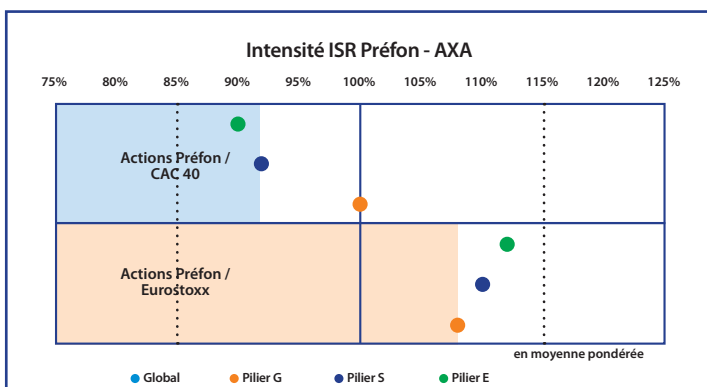 Intensité ISR Préfon - AXA
75% 80% 85% 90% 95% 100% 105% 110% 115% 120% 125%
Actions Préfon /
CAC 40
Actions Préfon /
Eurostoxx
en moyenne pondérée
Global Pilier G Pilier S Pilier E